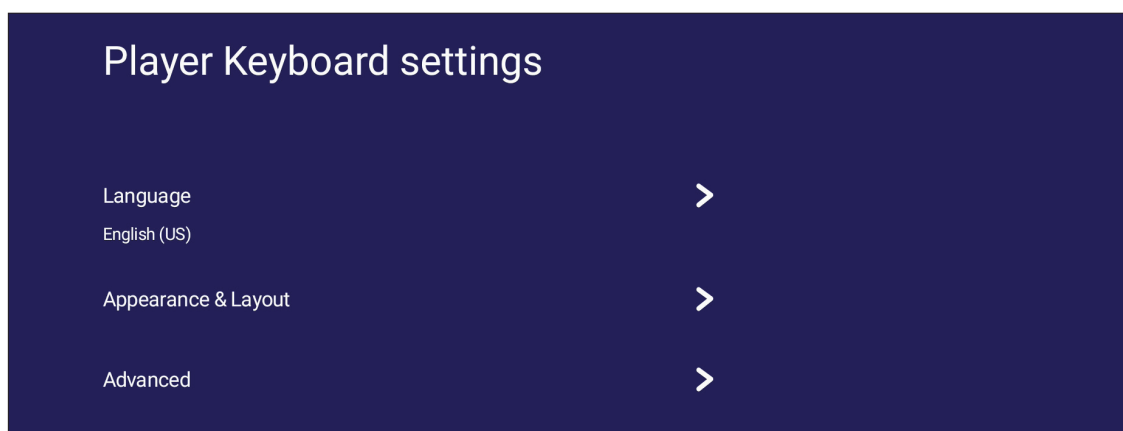 Player Keyboard settings
Language
English (US)
Appearance & Layout
Advanced